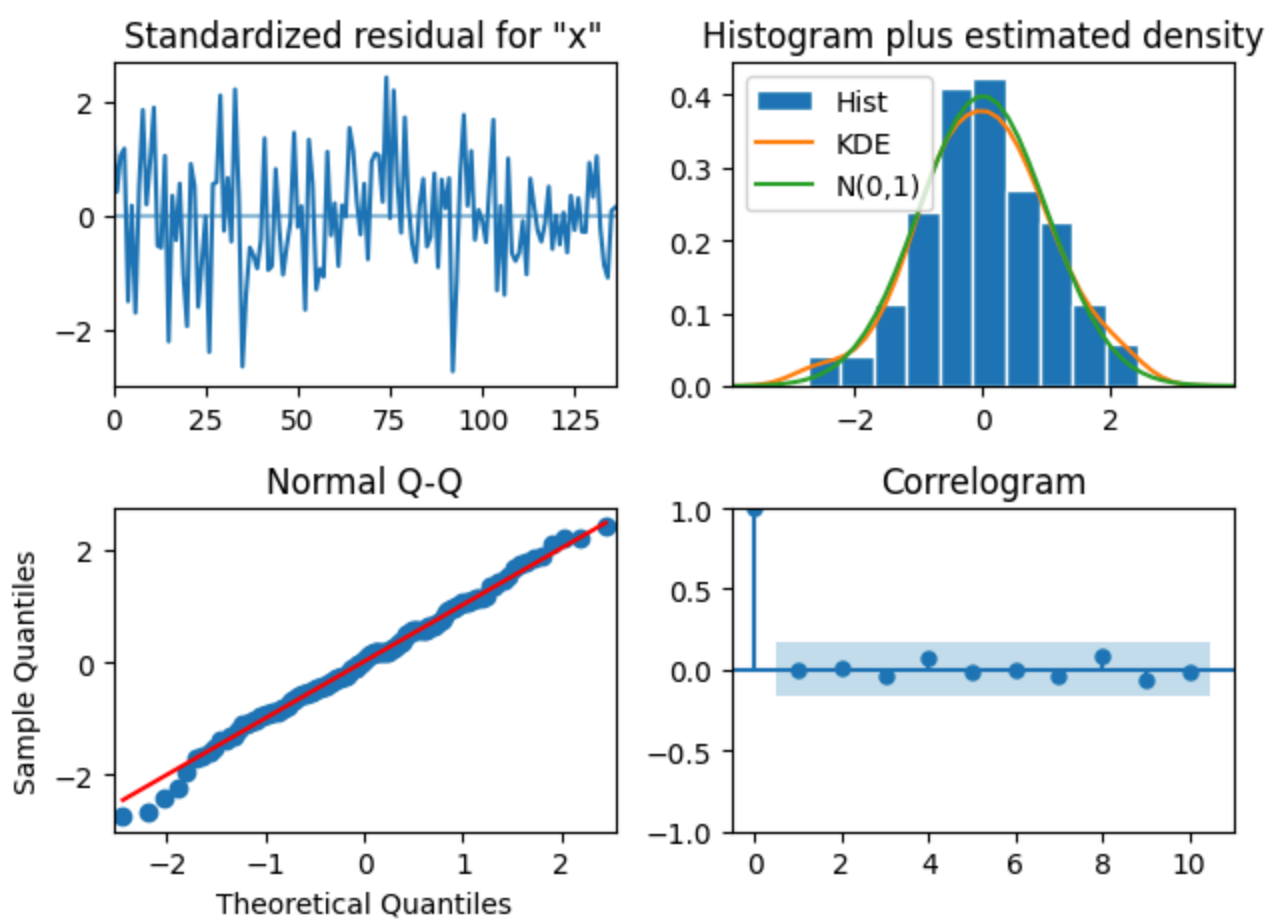 Standardized residual for "x"
2
0
−2
0 25 50 75 100 125
Histogram plus estimated density
Hist
KDE
N(0,1)
0.4
0.3
0.2
0.1
0.0
−2 0 2
Normal Q-Q
Sample Quantiles
2
0
−2
−2 −1 0 1 2
Theoretical Quantiles
Correlogram
1.0
0.5
0.0
−0.5
−1.0
0 2 4 6 8 10